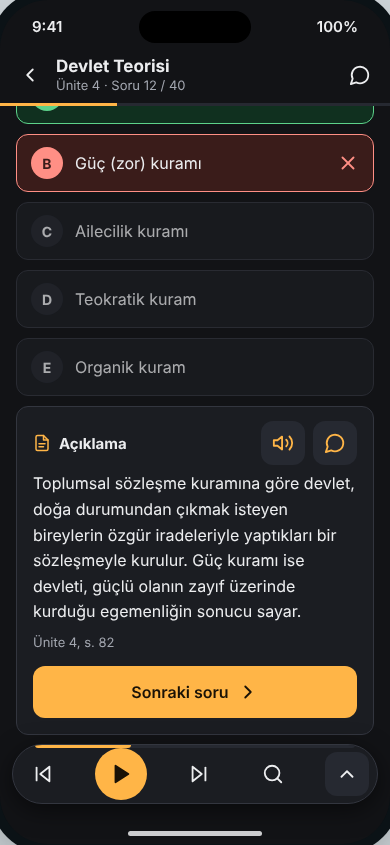 9:41
100%
Devlet Teorisi
Ünite 4 · Soru 12 / 40
B
Güç (zor) kuramı
C
Ailecilik kuramı
D
Teokratik kuram
E
Organik kuram
Açıklama
Toplumsal sözleşme kuramına göre devlet,
doğa durumundan çıkmak isteyen
bireylerin özgür iradeleriyle yaptıkları bir
sözleşmeyle kurulur. Güç kuramı ise
devleti, güçlü olanın zayıf üzerinde
kurduğu egemenliğin sonucu sayar.
Ünite 4, s. 82
Sonraki soru